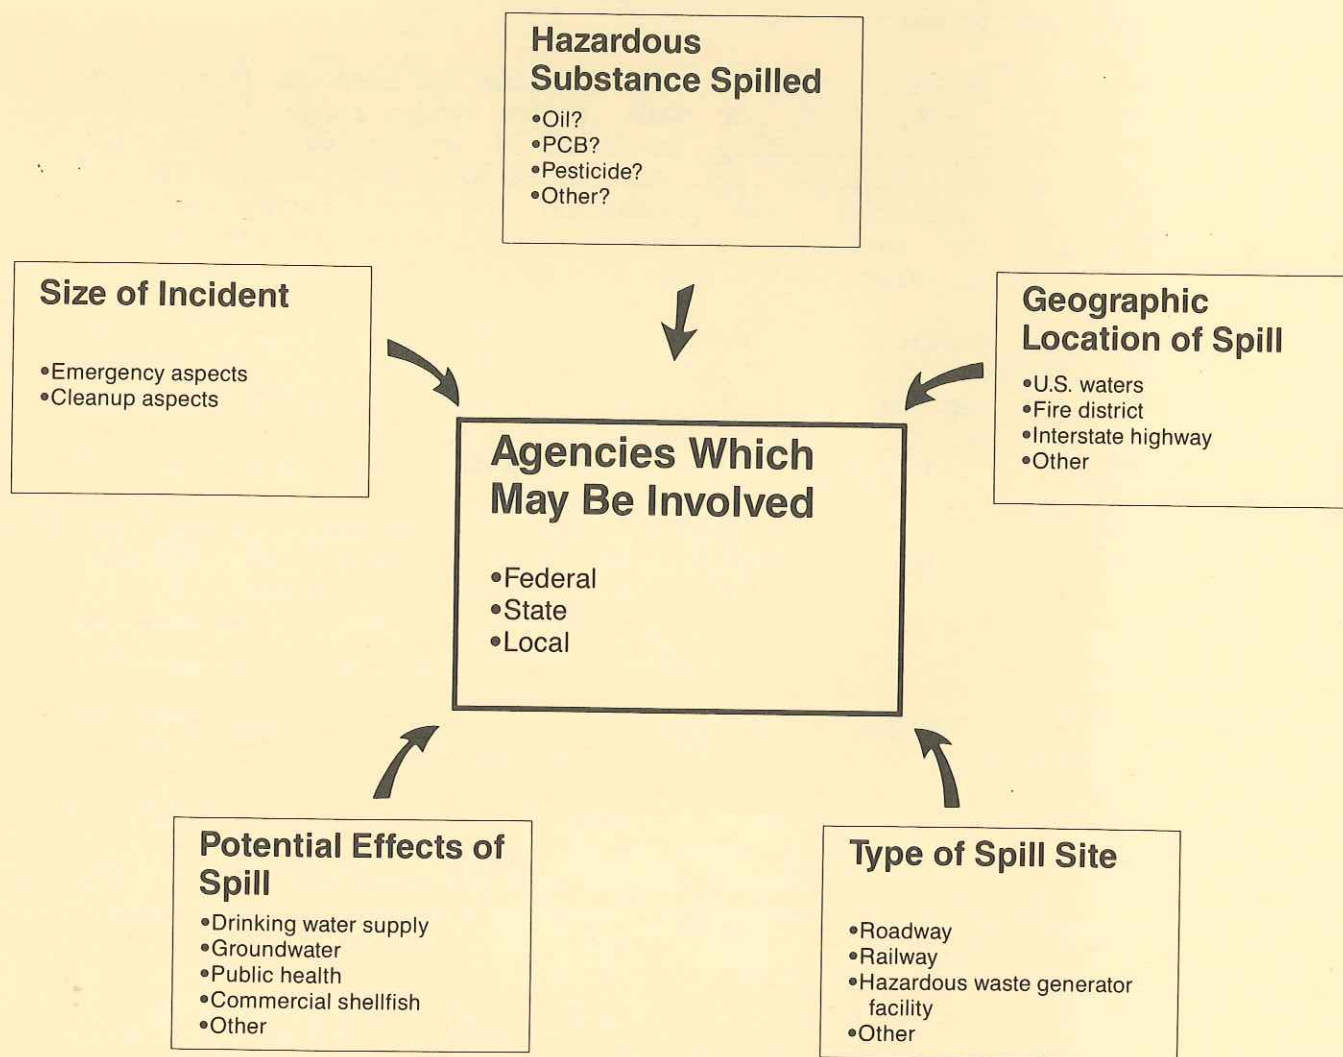 Hazardous
Substance Spilled
•Oil?
•PCB?
•Pesticide?
•Other?
Size of Incident
•Emergency aspects
•Cleanup aspects
Geographic
Location of Spill
•U.S. waters
•Fire district
•Interstate highway
•Other
Agencies Which
May Be Involved
•Federal
•State
•Local
Potential Effects of
Spill
•Drinking water supply
•Groundwater
•Public health
•Commercial shellfish
•Other
Type of Spill Site
•Roadway
•Railway
•Hazardous waste generator
facility
•Other